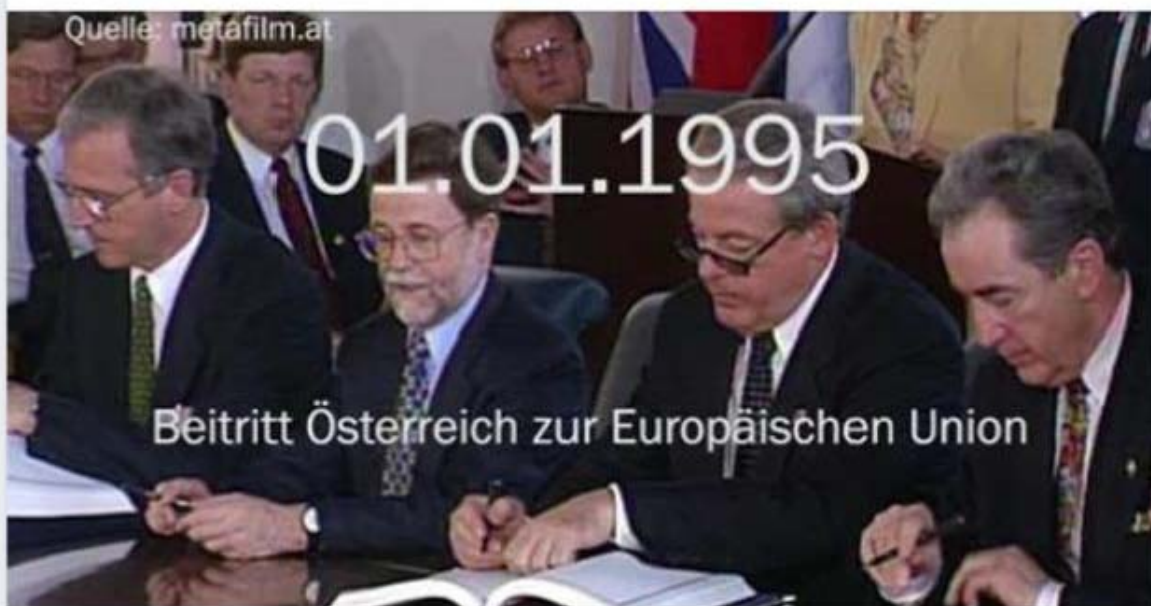 Quelle: metafilm.at
01.01.1995
Beitritt Österreich zur Europäischen Union